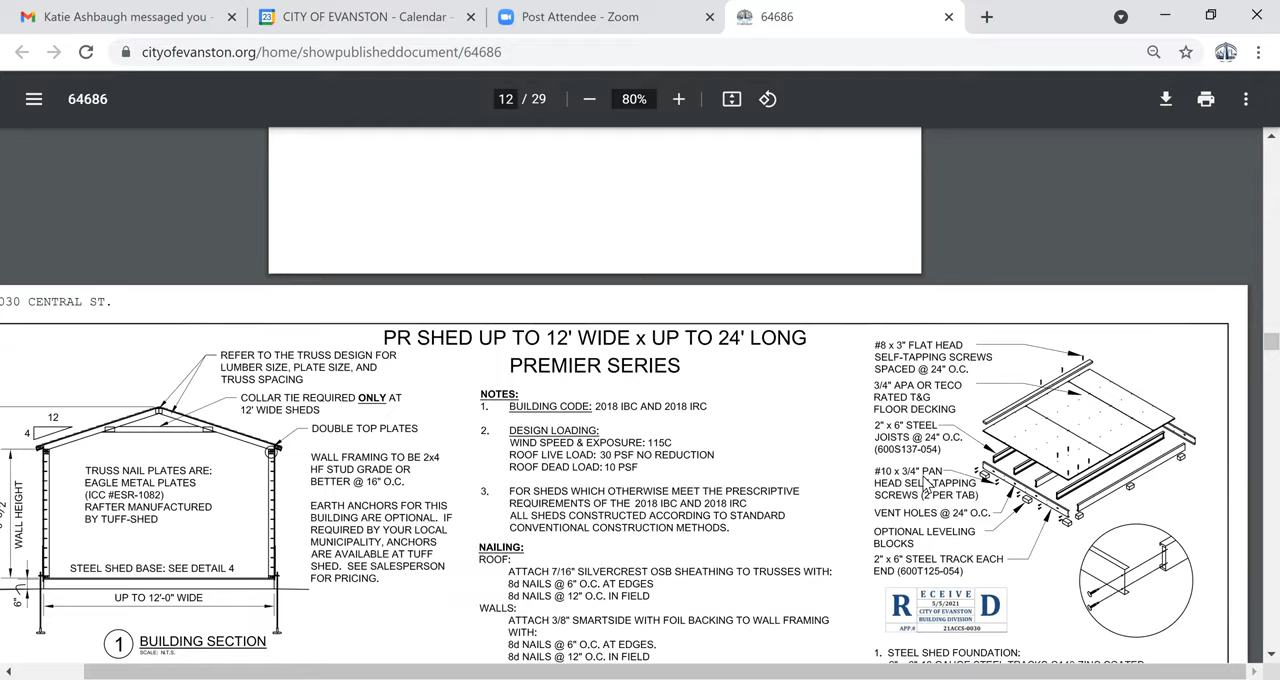 Katie Ashbaugh messaged you -
CITY OF EVANSTON - Calendar -
Post Attendee - Zoom
64686
cityofevanston.org/home/showpublisheddocument/64686
64686
12 / 29
80%
030 CENTRAL ST.
PR SHED UP TO 12' WIDE x UP TO 24' LONG
PREMIER SERIES
REFER TO THE TRUSS DESIGN FOR
LUMBER SIZE, PLATE SIZE, AND
TRUSS SPACING
COLLAR TIE REQUIRED ONLY AT
12' WIDE SHEDS
12
4
DOUBLE TOP PLATES
WALL FRAMING TO BE 2x4
HF STUD GRADE OR
BETTER @ 16" O.C.
TRUSS NAIL PLATES ARE:
EAGLE METAL PLATES
(ICC #ESR-1082)
RAFTER MANUFACTURED
BY TUFF-SHED
EARTH ANCHORS FOR THIS
BUILDING ARE OPTIONAL. IF
REQUIRED BY YOUR LOCAL
MUNICIPALITY, ANCHORS
ARE AVAILABLE AT TUFF
SHED. SEE SALESPERSON
FOR PRICING.
WALL HEIGHT
STEEL SHED BASE: SEE DETAIL 4
6"
UP TO 12'-0" WIDE
1
BUILDING SECTION
SCALE: N.T.S.
NOTES:
1. BUILDING CODE: 2018 IBC AND 2018 IRC
2. DESIGN LOADING:
WIND SPEED & EXPOSURE: 115C
ROOF LIVE LOAD: 30 PSF NO REDUCTION
ROOF DEAD LOAD: 10 PSF
3. FOR SHEDS WHICH OTHERWISE MEET THE PRESCRIPTIVE
REQUIREMENTS OF THE 2018 IBC AND 2018 IRC
ALL SHEDS CONSTRUCTED ACCORDING TO STANDARD
CONVENTIONAL CONSTRUCTION METHODS.
NAILING:
ROOF:
ATTACH 7/16" SILVERCREST OSB SHEATHING TO TRUSSES WITH:
8d NAILS @ 6" O.C. AT EDGES
8d NAILS @ 12" O.C. IN FIELD
WALLS:
ATTACH 3/8" SMARTSIDE WITH FOIL BACKING TO WALL FRAMING
WITH:
8d NAILS @ 6" O.C. AT EDGES.
8d NAILS @ 12" O.C. IN FIELD
#8 x 3" FLAT HEAD
SELF-TAPPING SCREWS
SPACED @ 24" O.C.
3/4" APA OR TECO
RATED T&G
FLOOR DECKING
2" x 6" STEEL
JOISTS @ 24" O.C.
(600S137-054)
#10 x 3/4" PAN
HEAD SELF-TAPPING
SCREWS (2 PER TAB)
VENT HOLES @ 24" O.C.
OPTIONAL LEVELING
BLOCKS
2" x 6" STEEL TRACK EACH
END (600T125-054)
RECEIVED
5/5/2021
CITY OF EVANSTON
BUILDING DIVISION
APP.# 21ACCS-0030
1. STEEL SHED FOUNDATION: